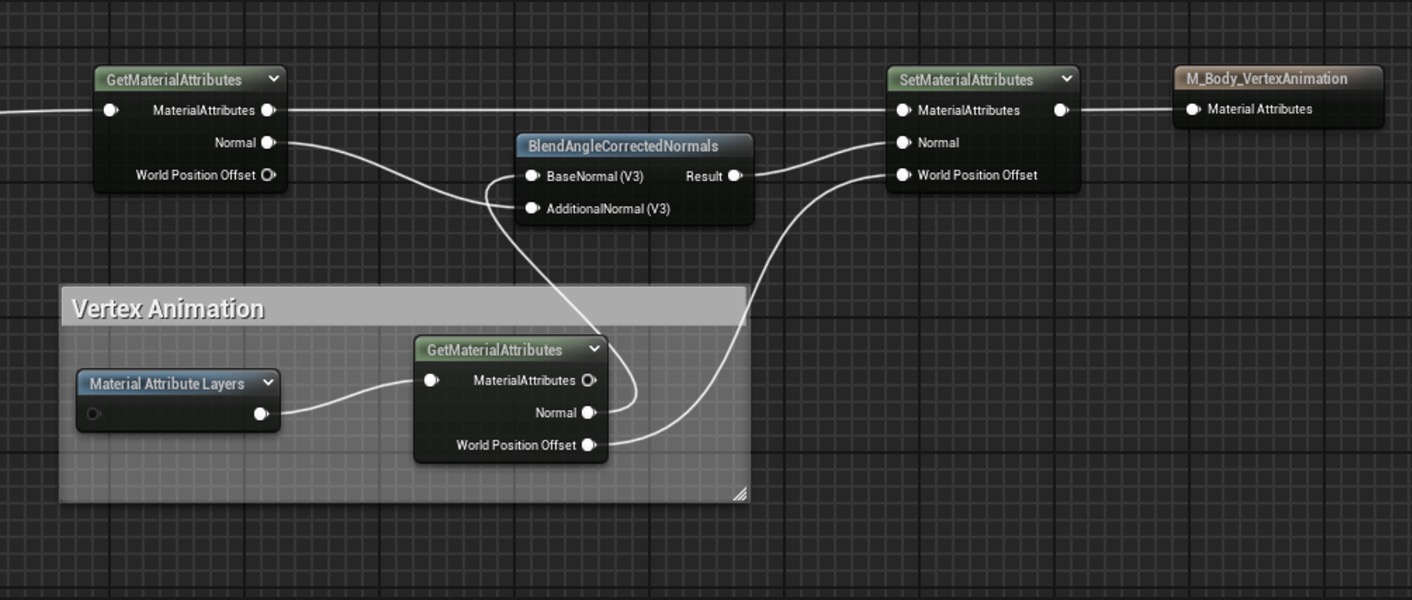 GetMaterialAttributes
MaterialAttributes
Normal
World Position Offset
BlendAngleCorrectedNormals
BaseNormal (V3) Result
AdditionalNormal (V3)
SetMaterialAttributes
MaterialAttributes
Normal
World Position Offset
M_Body_VertexAnimation
Material Attributes
Vertex Animation
Material Attribute Layers
GetMaterialAttributes
MaterialAttributes
Normal
World Position Offset